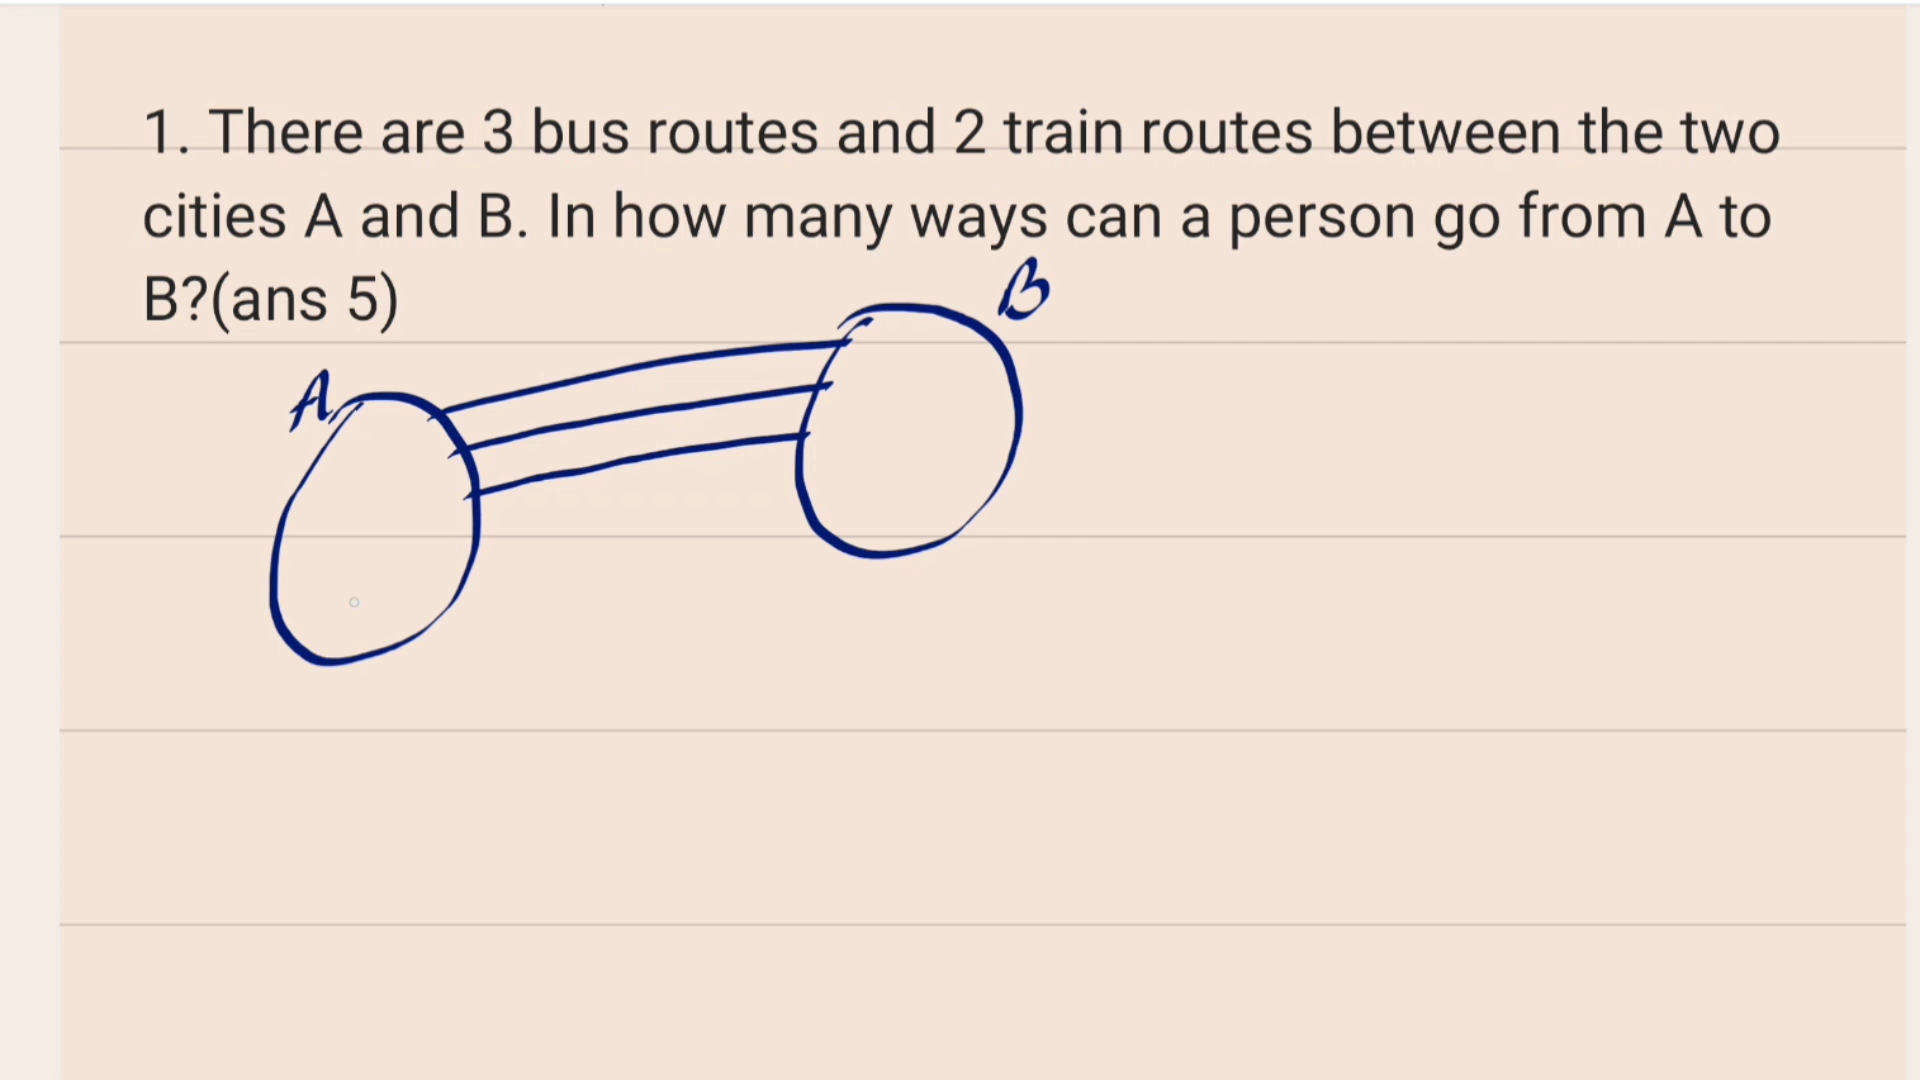 1. There are 3 bus routes and 2 train routes between the two
cities A and B. In how many ways can a person go from A to
B?(ans 5)
B
A